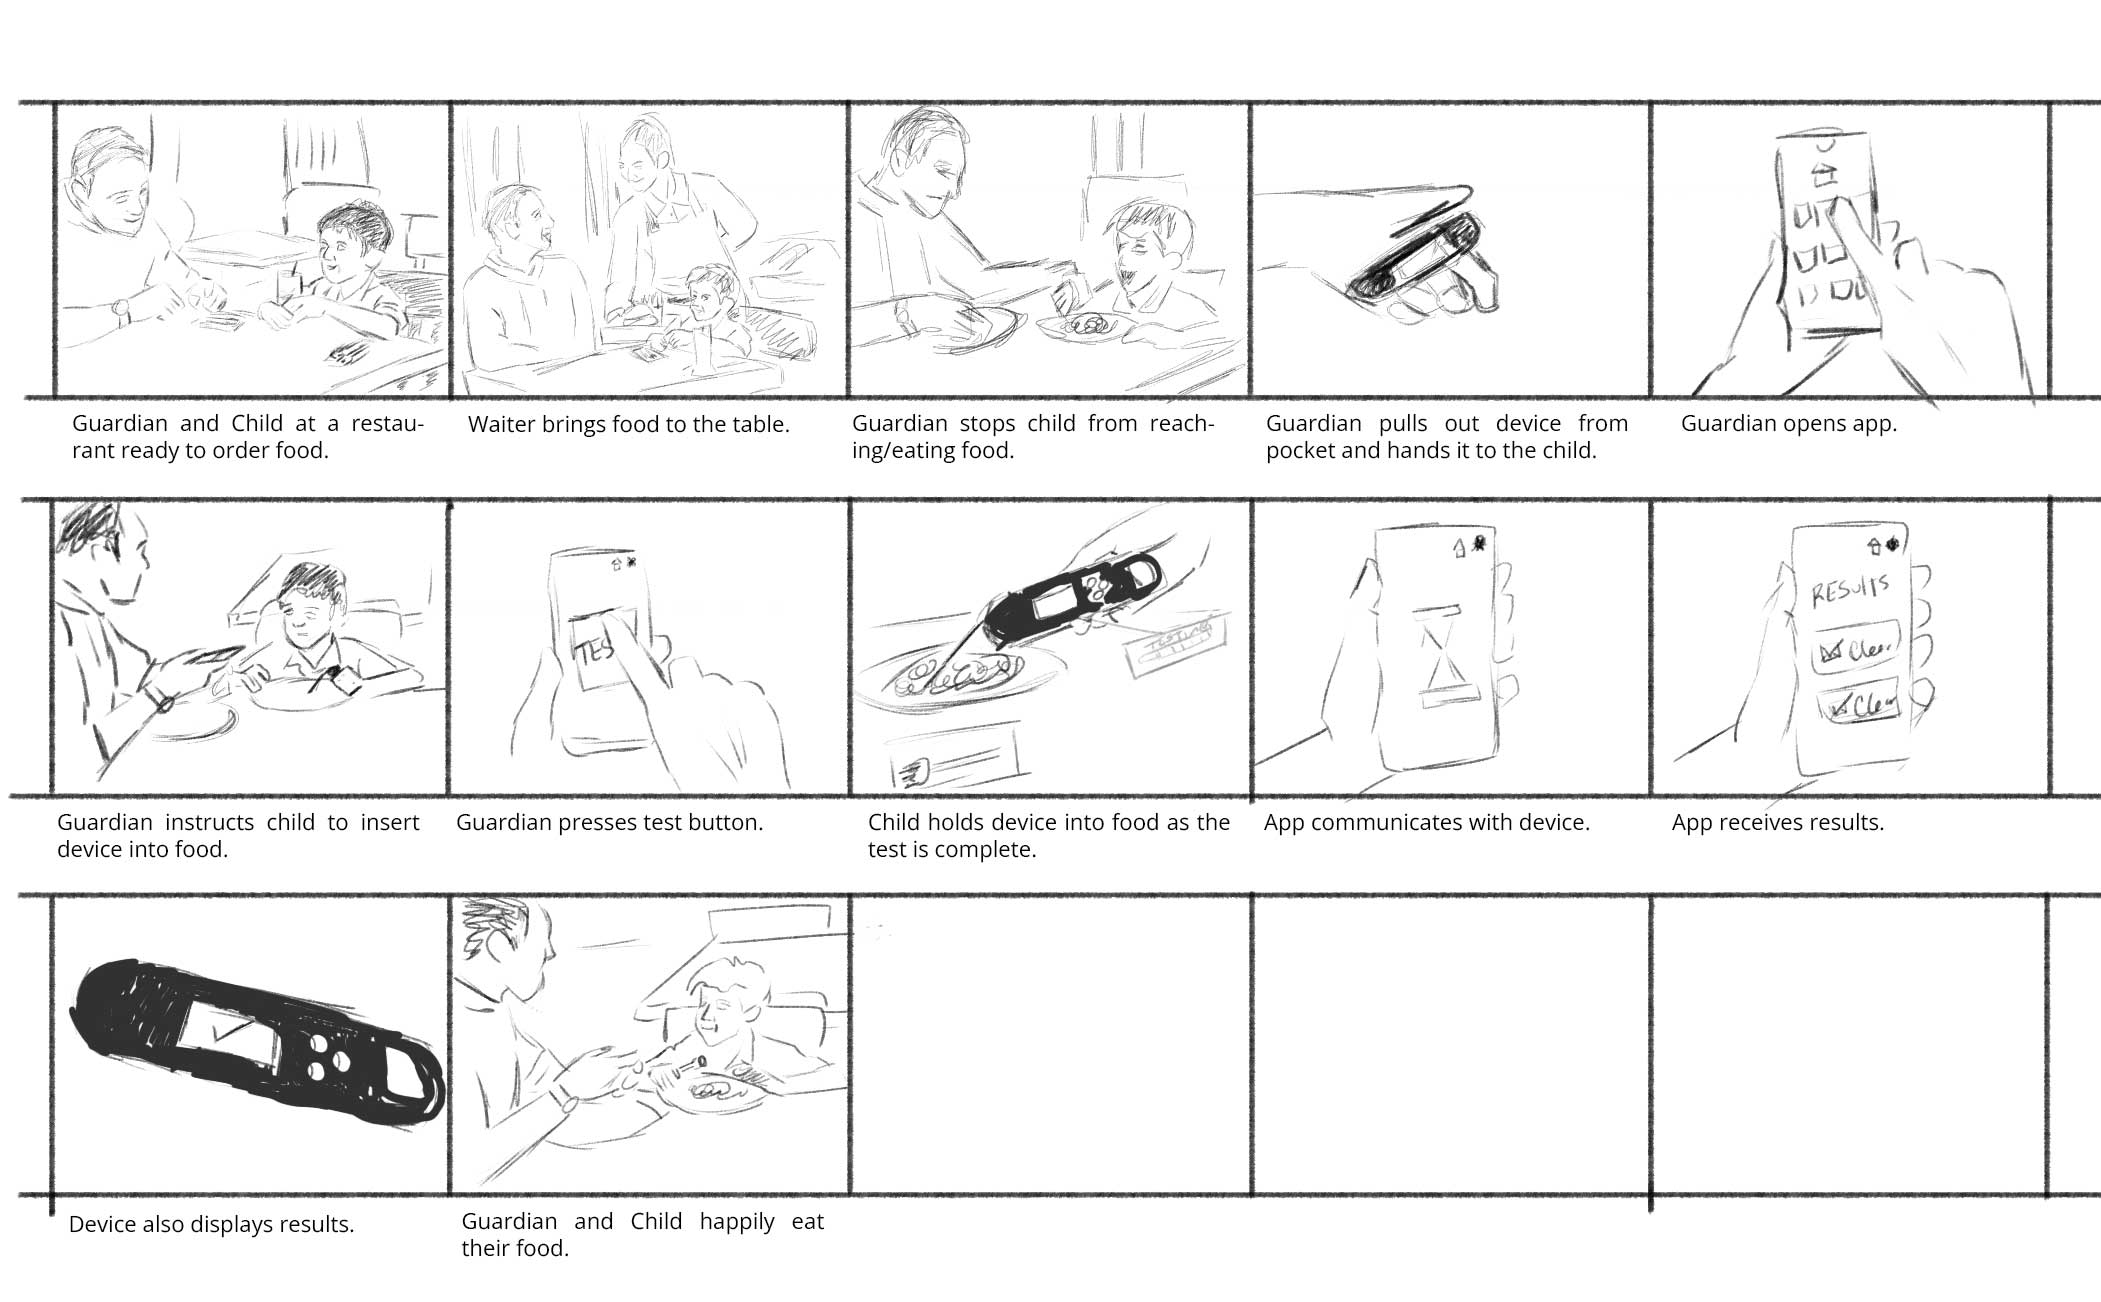 Guardian and Child at a restau-
rant ready to order food.
Waiter brings food to the table.
Guardian stops child from reach-
ing/eating food.
Guardian pulls out device from
pocket and hands it to the child.
Guardian opens app.
TES
TESTING
RESULTS
Clear
Clear
Guardian instructs child to insert
device into food.
Guardian presses test button.
Child holds device into food as the
test is complete.
App communicates with device.
App receives results.
Device also displays results.
Guardian and Child happily eat
their food.